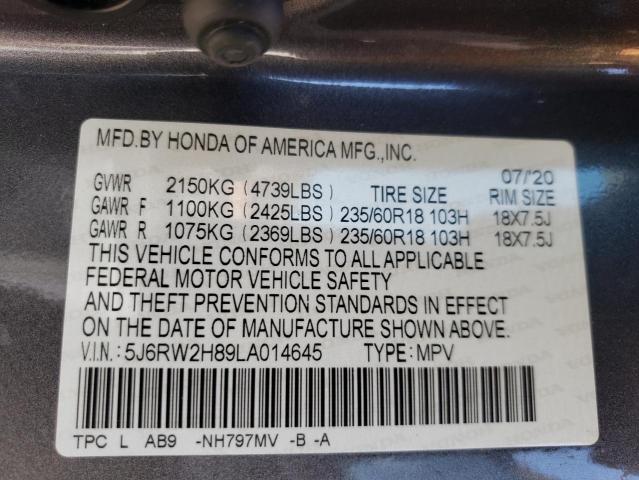 MFD.BY HONDA OF AMERICA MFG.,INC.
07/'20
GVWR 2150KG (4739LBS) TIRE SIZE RIM SIZE
GAWR F 1100KG (2425LBS) 235/60R18 103H 18X7.5J
GAWR R 1075KG (2369LBS) 235/60R18 103H 18X7.5J
THIS VEHICLE CONFORMS TO ALL APPLICABLE
FEDERAL MOTOR VEHICLE SAFETY
AND THEFT PREVENTION STANDARDS IN EFFECT
ON THE DATE OF MANUFACTURE SHOWN ABOVE.
V.I.N: 5J6RW2H89LA014645 TYPE: MPV
TPC L AB9 -NH797MV -B -A